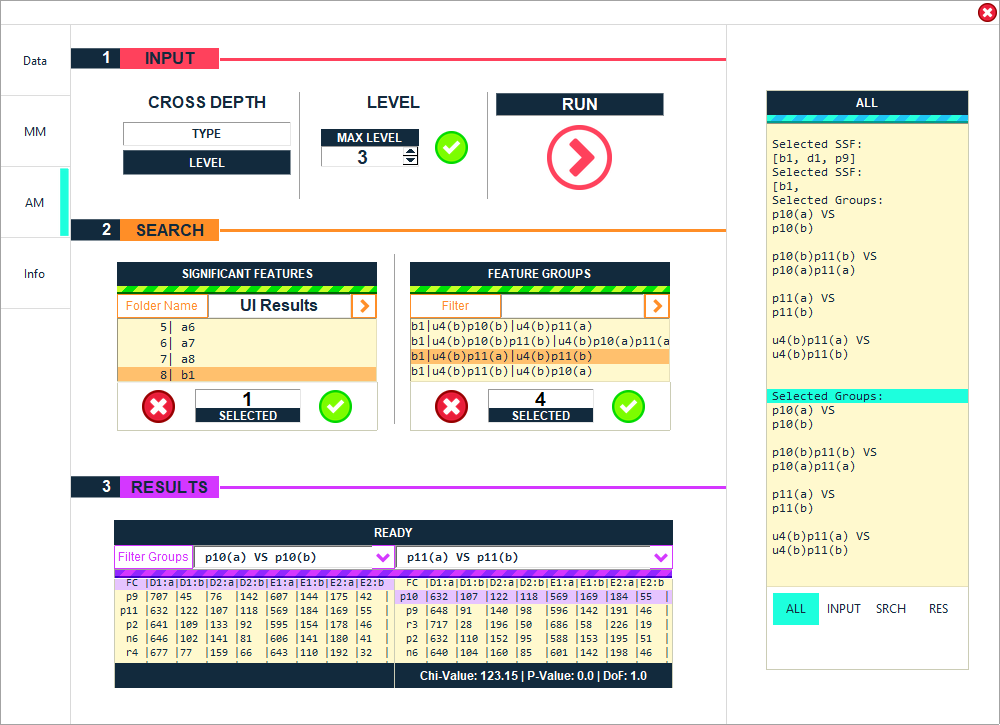 Data
MM
AM
Info
1 INPUT
CROSS DEPTH
TYPE
LEVEL
LEVEL
MAX LEVEL
3
RUN
2 SEARCH
SIGNIFICANT FEATURES
Folder Name UI Results
5| a6
6| a7
7| a8
8| b1
1
SELECTED
FEATURE GROUPS
Filter
b1|u4(b)p10(b)|u4(b)p11(a)
b1|u4(b)p10(b)p11(b)|u4(b)p10(a)p11(a
b1|u4(b)p11(a)|u4(b)p11(b)
b1|u4(b)p11(b)|u4(b)p10(a)
4
SELECTED
3 RESULTS
READY
Filter Groups p10(a) VS p10(b) p11(a) VS p11(b)
FC |D1:a|D1:b|D2:a|D2:b|E1:a|E1:b|E2:a|E2:b
p9 |707 |45 |76 |142 |607 |144 |175 |42 |
p11 |632 |122 |107 |118 |569 |184 |169 |55 |
p2 |641 |109 |133 |92 |595 |154 |178 |46 |
n6 |646 |102 |141 |81 |606 |141 |180 |41 |
r4 |677 |77 |159 |66 |643 |110 |192 |32 |
FC |D1:a|D1:b|D2:a|D2:b|E1:a|E1:b|E2:a|E2:b
p10 |632 |107 |122 |118 |569 |169 |184 |55 |
p9 |648 |91 |140 |98 |596 |142 |191 |46 |
r3 |717 |28 |196 |50 |686 |58 |226 |19 |
p2 |632 |110 |152 |95 |588 |153 |195 |51 |
n6 |640 |104 |160 |85 |601 |142 |198 |46 |
Chi-Value: 123.15 | P-Value: 0.0 | DoF: 1.0
ALL
Selected SSF:
[b1, d1, p9]
Selected SSF:
[b1,
Selected Groups:
p10(a) VS
p10(b)
p10(b)p11(b) VS
p10(a)p11(a)
p11(a) VS
p11(b)
u4(b)p11(a) VS
u4(b)p11(b)
Selected Groups:
p10(a) VS
p10(b)
p10(b)p11(b) VS
p10(a)p11(a)
p11(a) VS
p11(b)
u4(b)p11(a) VS
u4(b)p11(b)
ALL INPUT SRCH RES